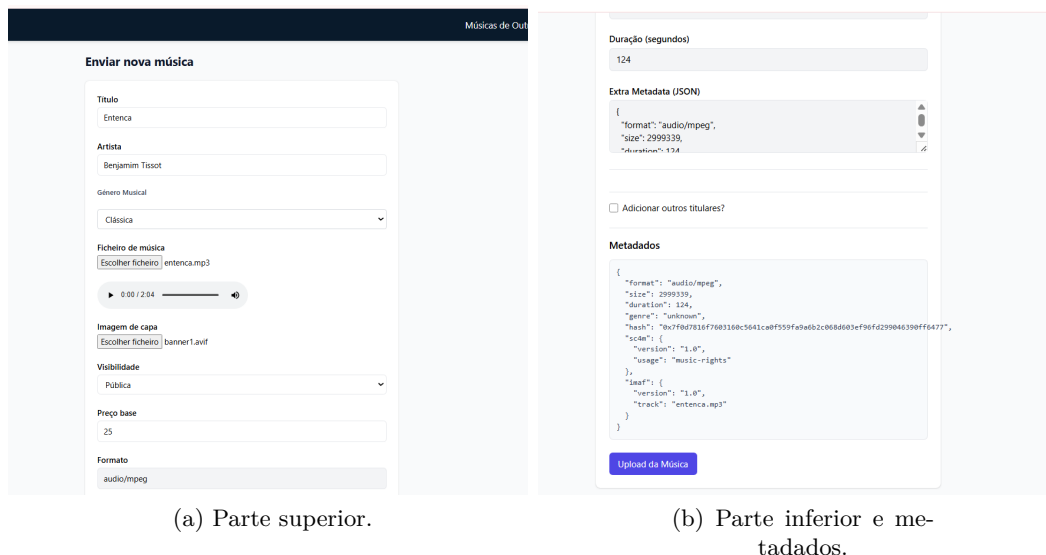 Músicas de Out
Enviar nova música
Título
Entenca
Artista
Benjamim Tissot
Género Musical
Clássica
Ficheiro de música
Escolher ficheiro entenca.mp3
0:00 / 2:04
Imagem de capa
Escolher ficheiro banner1.avif
Visibilidade
Pública
Preço base
25
Formato
audio/mpeg
(a) Parte superior.
Duração (segundos)
124
Extra Metadata (JSON)
{
"format": "audio/mpeg",
"size": 2999339,
"duration": 124
Adicionar outros titulares?
Metadados
{
"format": "audio/mpeg",
"size": 2999339,
"duration": 124,
"genre": "unknown",
"hash": "0x7f0d7816f7603160c5641ca0f559fa9a6b2c068d603ef96fd299046390ff6477",
"sc4m": {
"version": "1.0",
"usage": "music-rights"
},
"imaf": {
"version": "1.0",
"track": "entenca.mp3"
}
}
Upload da Música
(b) Parte inferior e me-
tadados.